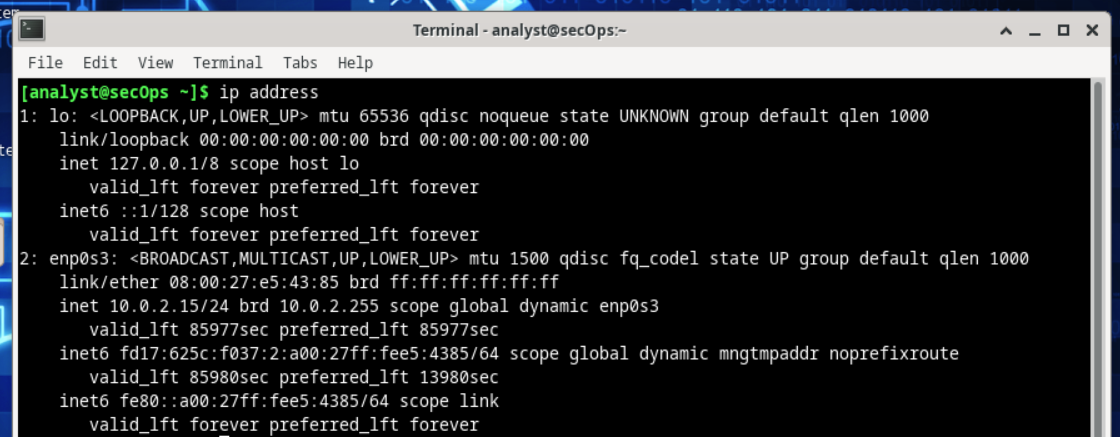 Terminal - analyst@secOps:~
File Edit View Terminal Tabs Help
[analyst@secOps ~]$ ip address
1: lo: <LOOPBACK,UP,LOWER_UP> mtu 65536 qdisc noqueue state UNKNOWN group default qlen 1000
    link/loopback 00:00:00:00:00:00 brd 00:00:00:00:00:00
    inet 127.0.0.1/8 scope host lo
       valid_lft forever preferred_lft forever
    inet6 ::1/128 scope host
       valid_lft forever preferred_lft forever
2: enp0s3: <BROADCAST,MULTICAST,UP,LOWER_UP> mtu 1500 qdisc fq_codel state UP group default qlen 1000
    link/ether 08:00:27:e5:43:85 brd ff:ff:ff:ff:ff:ff
    inet 10.0.2.15/24 brd 10.0.2.255 scope global dynamic enp0s3
       valid_lft 85977sec preferred_lft 85977sec
    inet6 fd17:625c:f037:2:a00:27ff:fee5:4385/64 scope global dynamic mngtmpaddr noprefixroute
       valid_lft 85980sec preferred_lft 13980sec
    inet6 fe80::a00:27ff:fee5:4385/64 scope link
       valid_lft forever preferred_lft forever